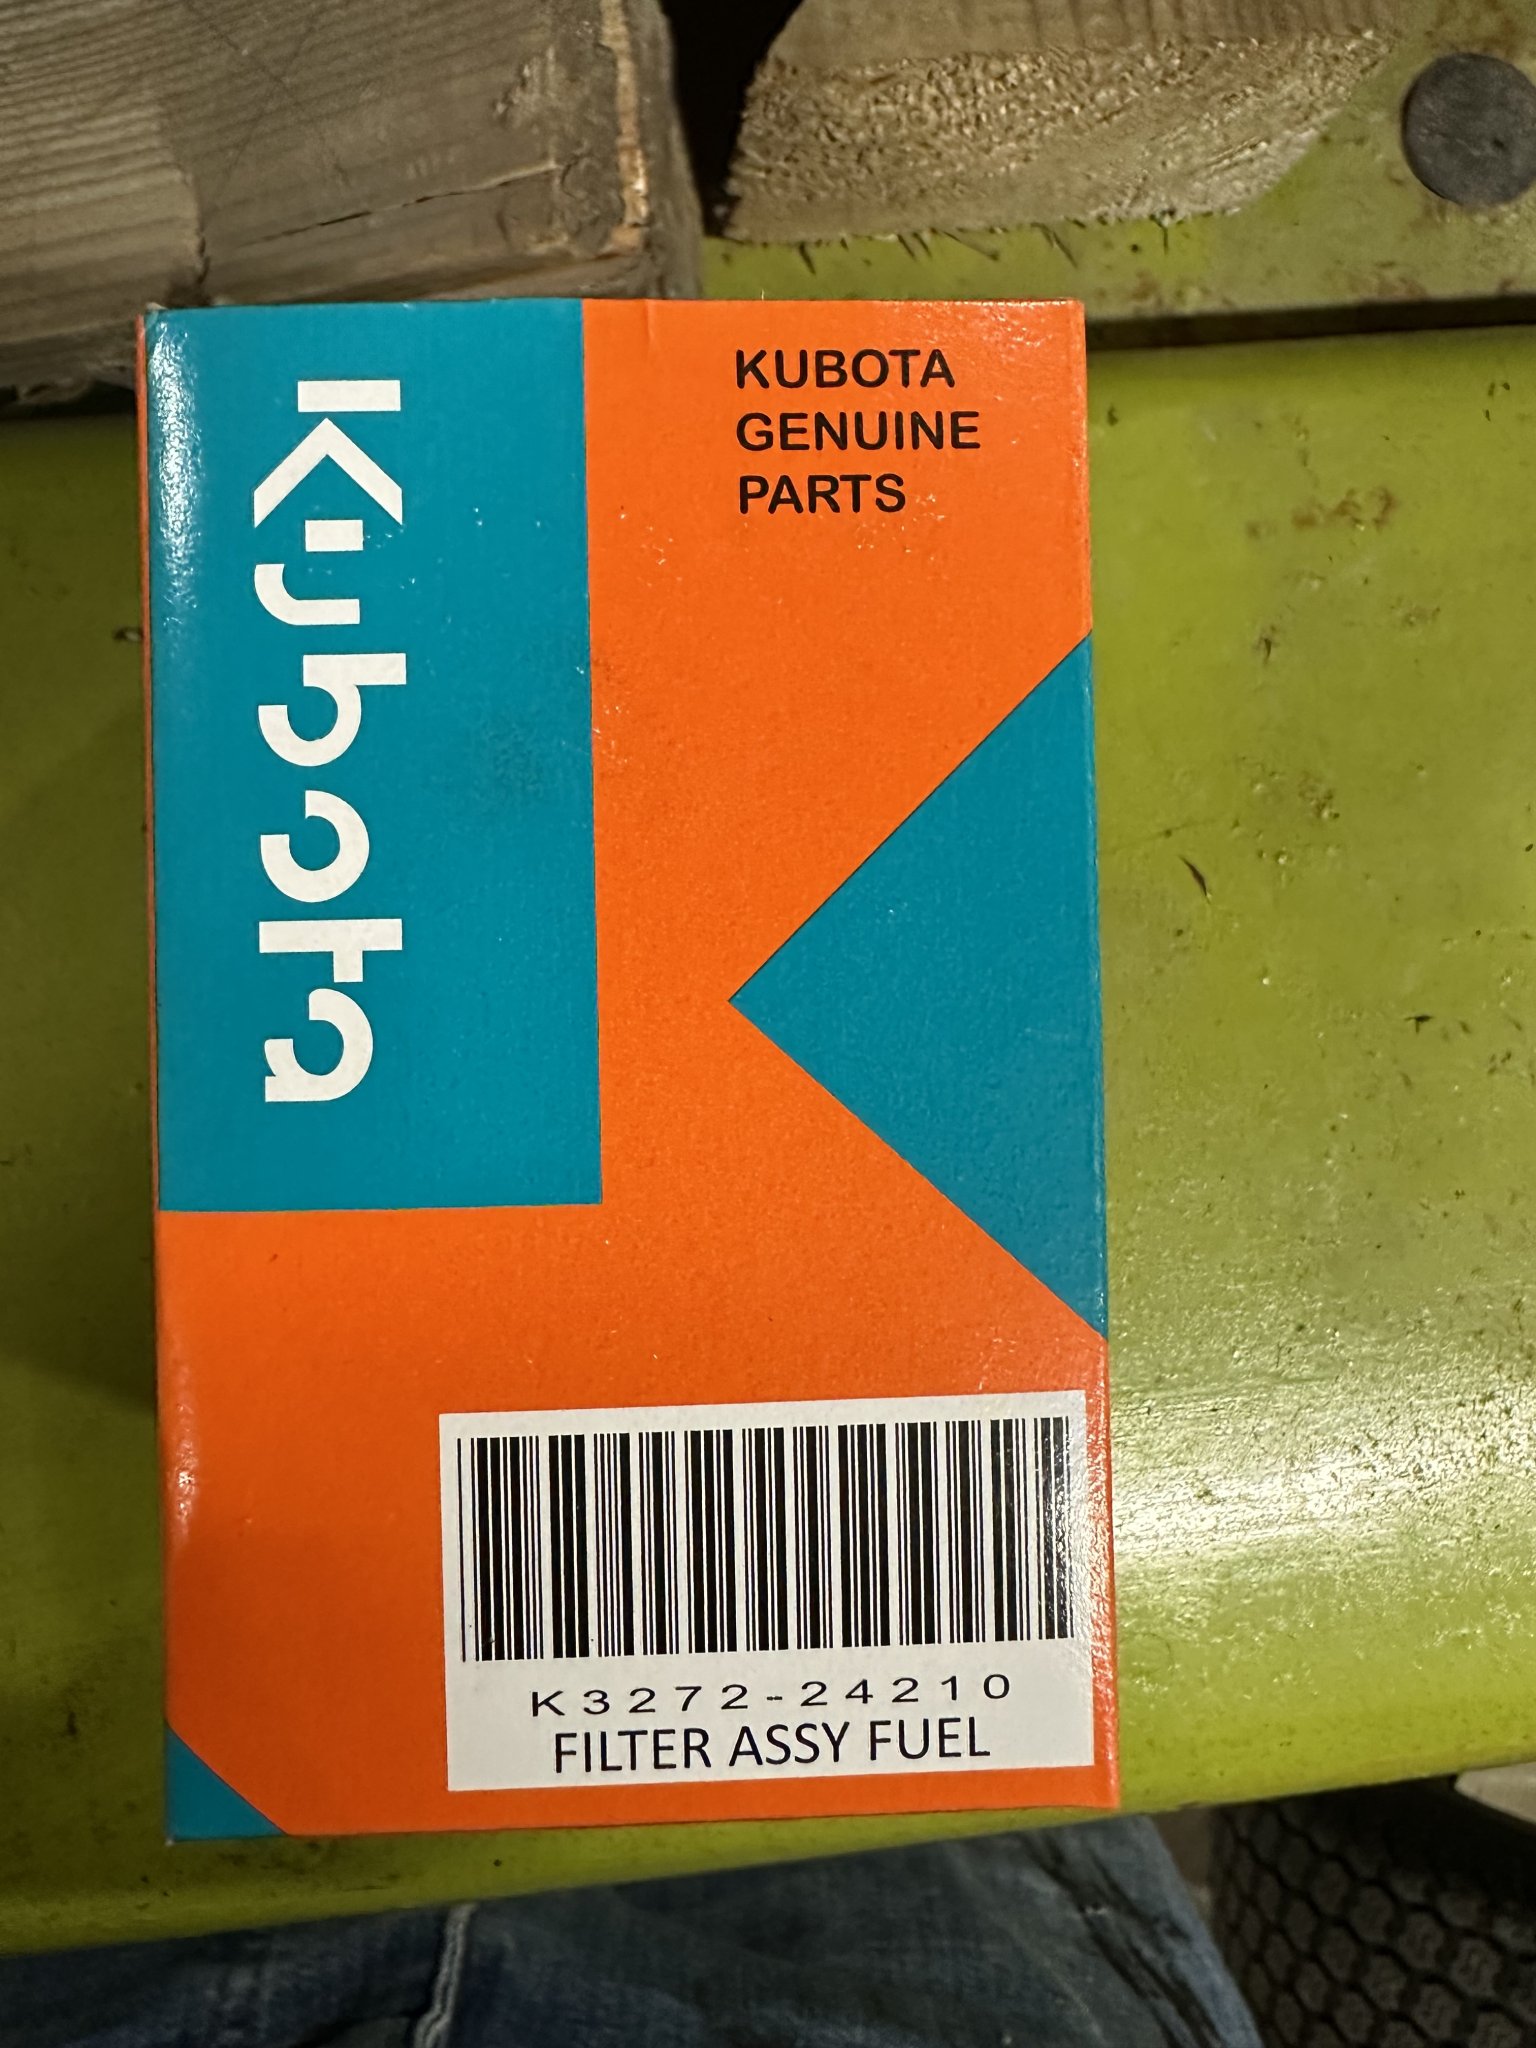 Kubota
KUBOTA
GENUINE
PARTS
K3272-24210
FILTER ASSY FUEL